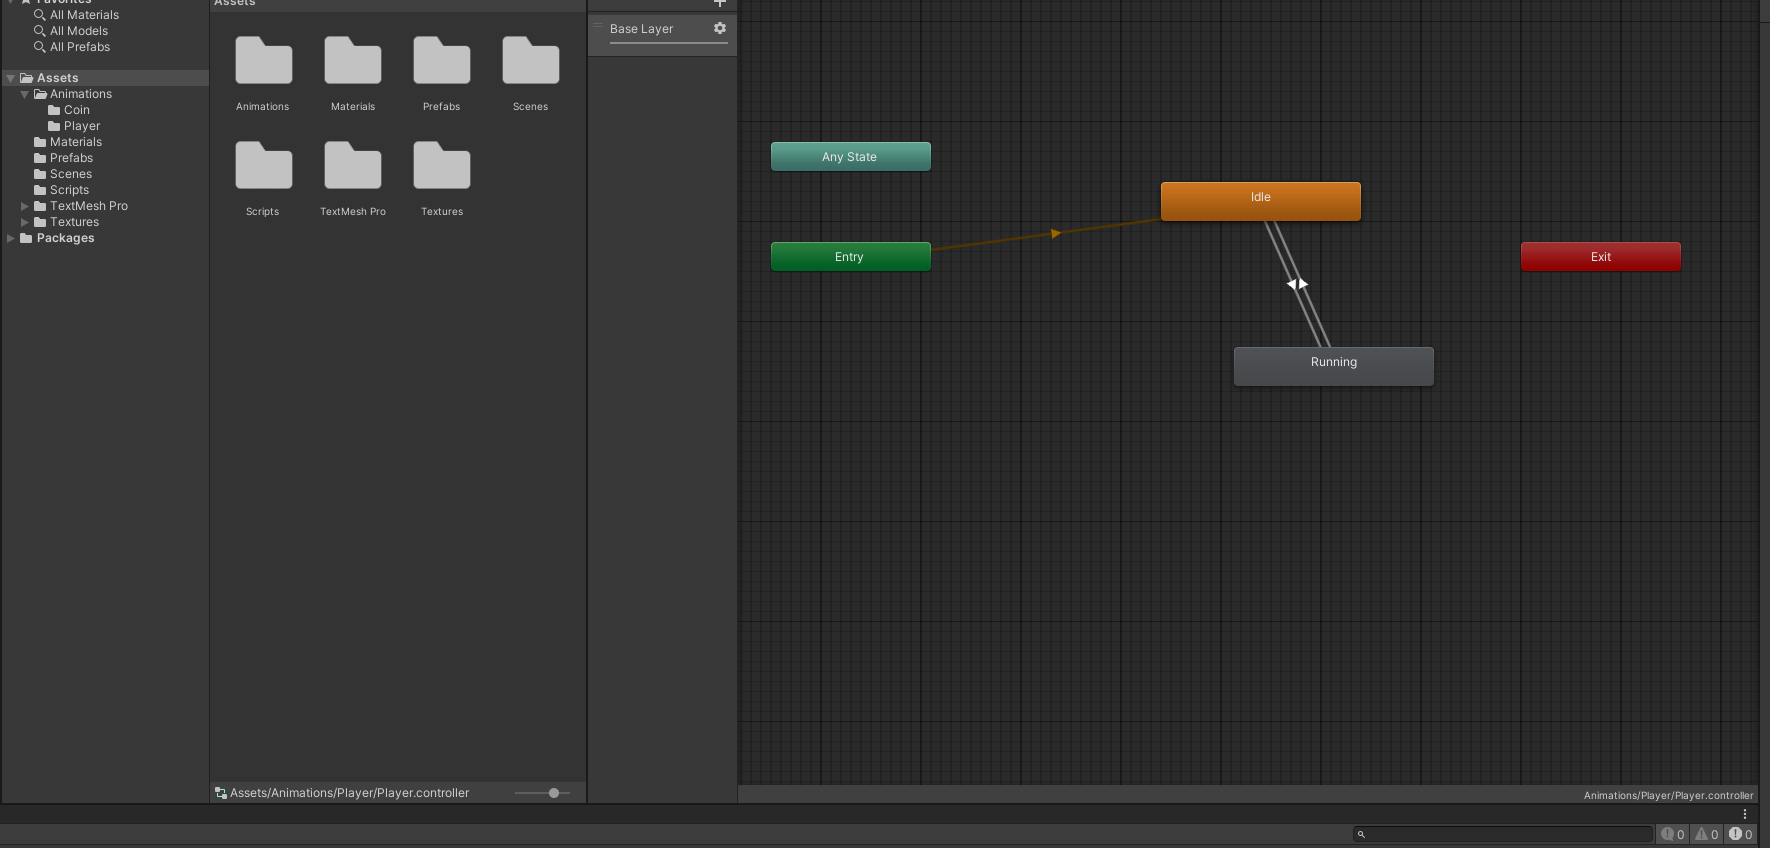 Favorites
All Materials
All Models
All Prefabs
Assets
Animations
Coin
Player
Materials
Prefabs
Scenes
Scripts
TextMesh Pro
Textures
Packages
Assets
Animations
Materials
Prefabs
Scenes
Scripts
TextMesh Pro
Textures
Assets/Animations/Player/Player.controller
Base Layer
Any State
Idle
Entry
Exit
Running
Animations/Player/Player.controller
0
0
0